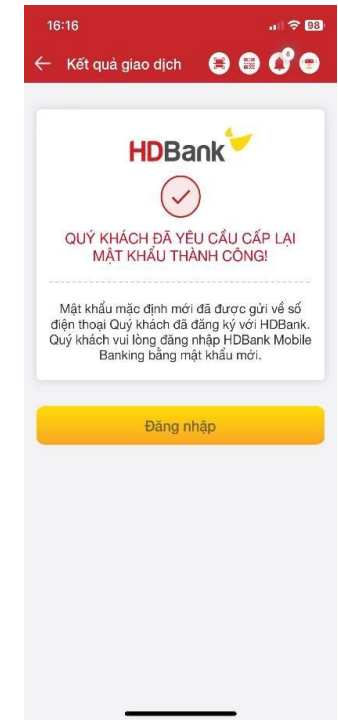 16:16
98
Kết quả giao dịch
6
HDBank
QUÝ KHÁCH ĐÃ YÊU CẦU CẤP LẠI
MẬT KHẨU THÀNH CÔNG!
Mật khẩu mặc định mới đã được gửi về số
điện thoại Quý khách đã đăng ký với HDBank.
Quý khách vui lòng đăng nhập HDBank Mobile
Banking bằng mật khẩu mới.
Đăng nhập